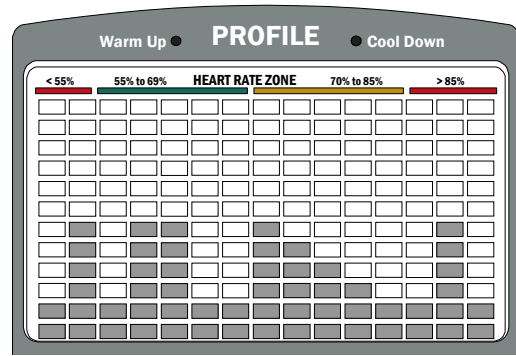 Warm Up PROFILE Cool Down
< 55% 55% to 69% HEART RATE ZONE 70% to 85% > 85%